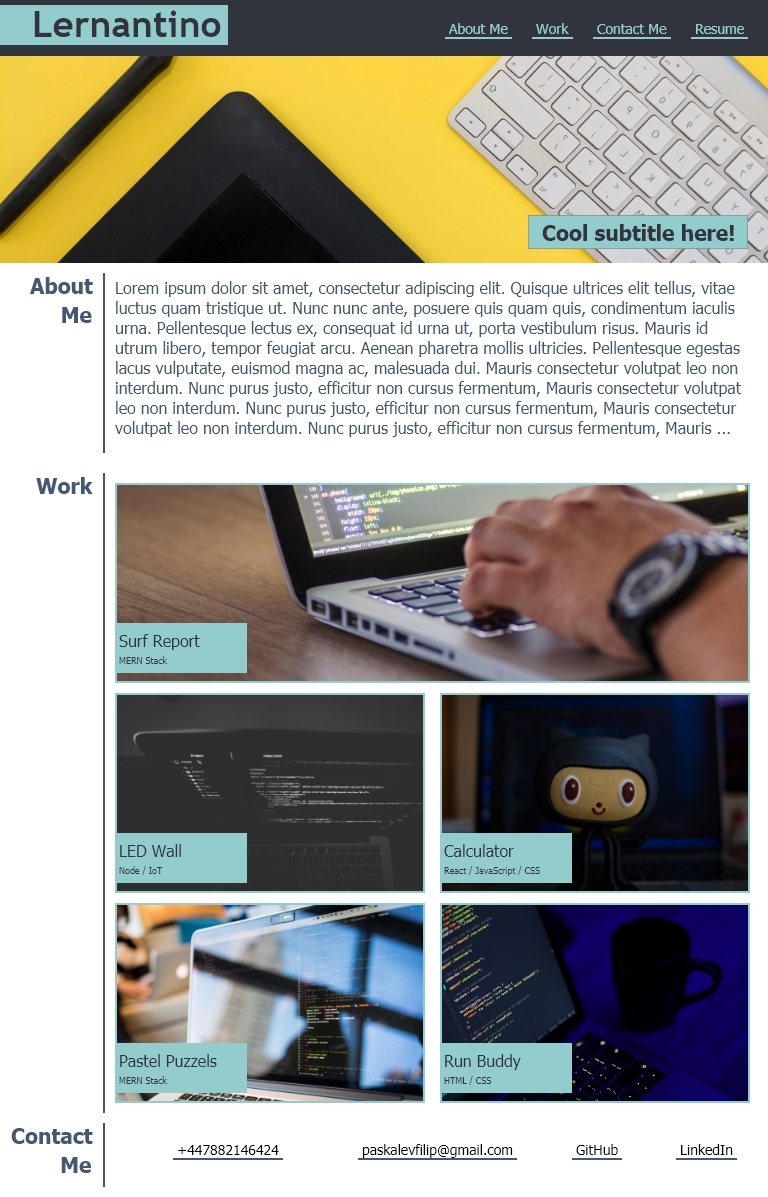 Lernantino
About Me Work Contact Me Resume
Cool subtitle here!
About
Me
Lorem ipsum dolor sit amet, consectetur adipiscing elit. Quisque ultrices elit tellus, vitae
luctus quam tristique ut. Nunc nunc ante, posuere quis quam quis, condimentum iaculis
urna. Pellentesque lectus ex, consequat id urna ut, porta vestibulum risus. Mauris id
utrum libero, tempor feugiat arcu. Aenean pharetra mollis ultricies. Pellentesque egestas
lacus vulputate, euismod magna ac, malesuada dui. Mauris consectetur volutpat leo non
interdum. Nunc purus justo, efficitur non cursus fermentum, Mauris consectetur volutpat
leo non interdum. Nunc purus justo, efficitur non cursus fermentum, Mauris consectetur
volutpat leo non interdum. Nunc purus justo, efficitur non cursus fermentum, Mauris ...
Work
Surf Report
MERN Stack
LED Wall
Node / IoT
Calculator
React / JavaScript / CSS
Pastel Puzzels
MERN Stack
Run Buddy
HTML / CSS
Contact
Me
+447882146424 paskalevfilip@gmail.com GitHub LinkedIn